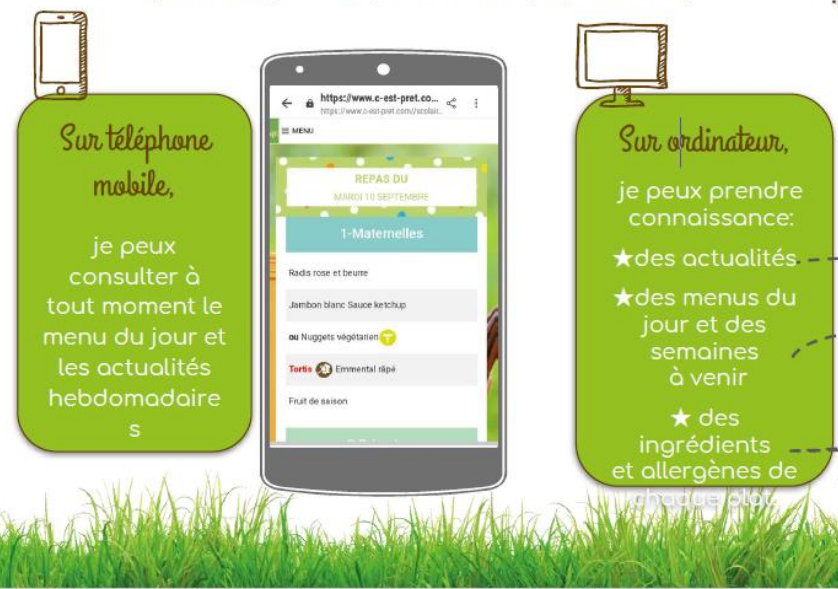 Sur téléphone
mobile,
je peux
consulter à
tout moment le
menu du jour et
les actualités
hebdomadaire
s
https://www.c-est-pret.co...
https://www.c-est-pret.com/scolair...
MENU
REPAS DU
MARDI 10 SEPTEMBRE
1-Maternelles
Radis rose et beurre
Jambon blanc Sauce ketchup
ou Nuggets végétarien
Tortis Emmental râpé
Fruit de saison
Sur ordinateur,
je peux prendre
connaissance:
★des actualités
★des menus du
jour et des
semaines
à venir
★ des
ingrédients
et allergènes de
chaque plat